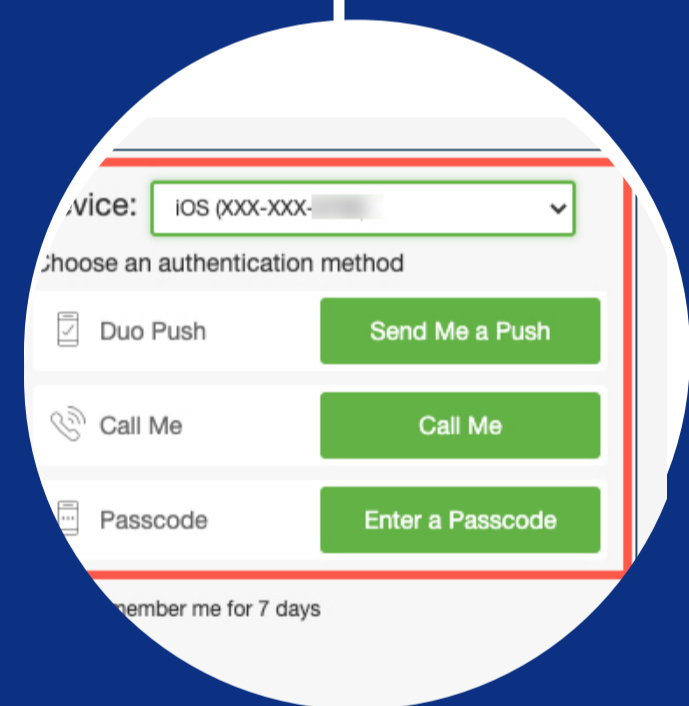 vice: iOS (XXX-XXX-
Choose an authentication method
Duo Push Send Me a Push
Call Me Call Me
Passcode Enter a Passcode
member me for 7 days